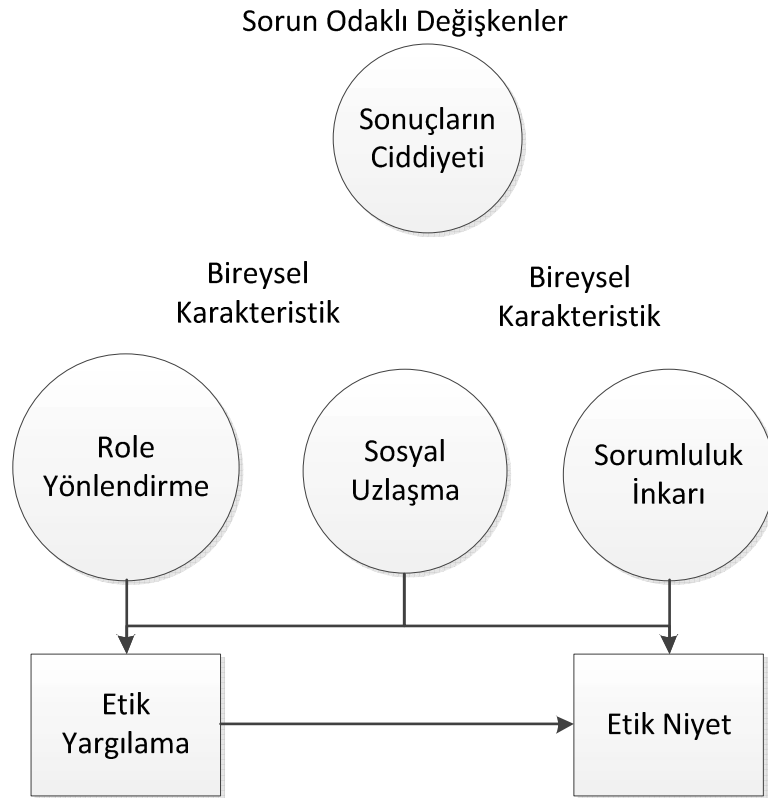 Sorun Odaklı Değişkenler
Sonuçların
Ciddiyeti
Bireysel
Karakteristik
Bireysel
Karakteristik
Role
Yönlendirme
Sosyal
Uzlaşma
Sorumluluk
İnkarı
Etik
Yargılama
Etik Niyet